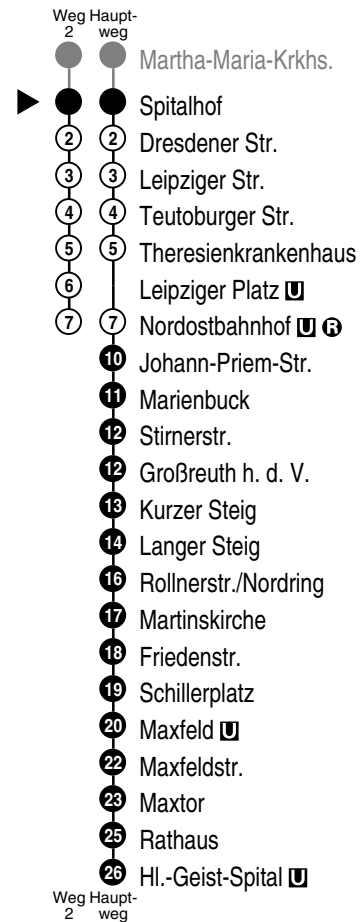 Weg Haupt-
2 weg
Martha-Maria-Krkhs.
Spitalhof
2 2 Dresdener Str.
3 3 Leipziger Str.
4 4 Teutoburger Str.
5 5 Theresienkrankenhaus
6 Leipziger Platz U
7 7 Nordostbahnhof U R
10 Johann-Priem-Str.
11 Marienbuck
12 Stirnerstr.
12 Großreuth h. d. V.
13 Kurzer Steig
14 Langer Steig
16 Rollnerstr./Nordring
17 Martinskirche
18 Friedenstr.
19 Schillerplatz
20 Maxfeld U
22 Maxfeldstr.
23 Maxtor
25 Rathaus
26 Hl.-Geist-Spital U
Weg Haupt-
2 weg